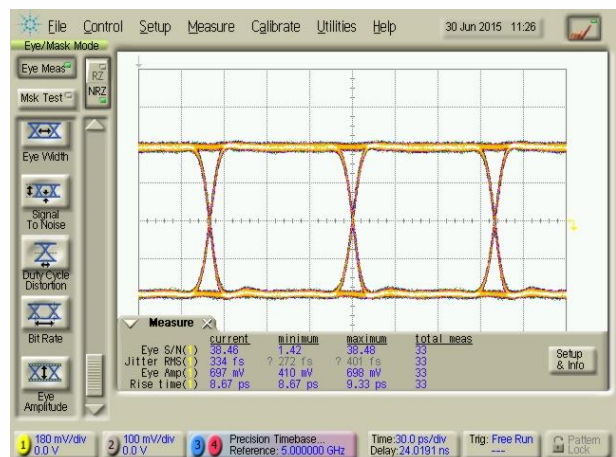 File Control Setup Measure Calibrate Utilities Help 30 Jun 2015 11:26
Eye/Mask Mode
Eye Meas
RZ
NRZ
Msk Test
Eye Width
Signal
To Noise
Duty Cycle
Distortion
Bit Rate
Eye
Amplitude
Measure
current minimum maximum total meas
Eye S/N(1) 38.46 1.42 38.48 33
Jitter RMS(1) 334 fs ? 272 fs ? 401 fs 33
Eye Amp(1) 697 mV 410 mV 698 mV 33
Rise time(1) 8.67 ps 8.67 ps 9.33 ps 33
Setup
& Info
1 180 mV/div
0.0 V
2 100 mV/div
0.0 V
3 4 Precision Timebase...
Reference: 5.000000 GHz
Time:30.0 ps/div
Delay:24.0191 ns
Trig: Free Run
---
Pattern
Lock